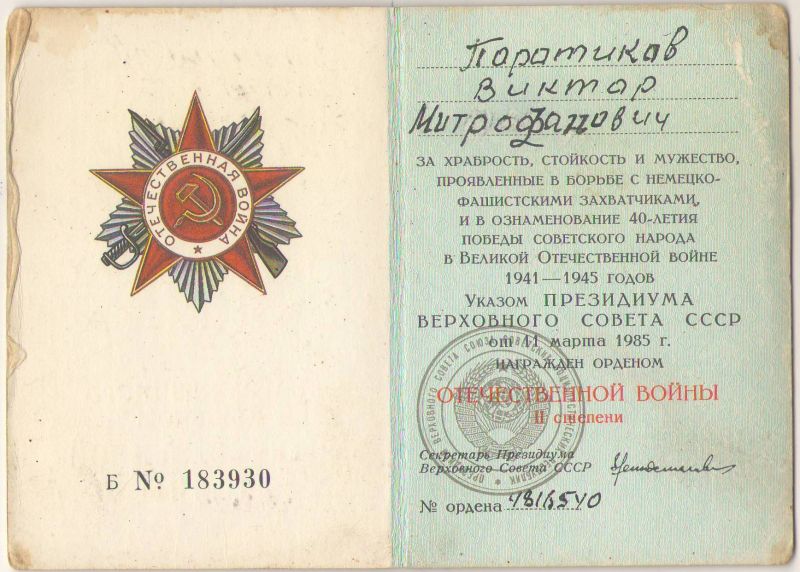 ОТЕЧЕСТВЕННАЯ ВОЙНА
Б № 183930
Паратиков
Виктар
Митрофанович
ЗА ХРАБРОСТЬ, СТОЙКОСТЬ И МУЖЕСТВО,
ПРОЯВЛЕННЫЕ В БОРЬБЕ С НЕМЕЦКО-
ФАШИСТСКИМИ ЗАХВАТЧИКАМИ,
И В ОЗНАМЕНОВАНИЕ 40-ЛЕТИЯ
ПОБЕДЫ СОВЕТСКОГО НАРОДА
В ВЕЛИКОЙ ОТЕЧЕСТВЕННОЙ ВОЙНЕ
1941—1945 ГОДОВ
УКАЗОМ ПРЕЗИДИУМА
ВЕРХОВНОГО СОВЕТА СССР
от 11 марта 1985 г.
НАГРАЖДЕН ОРДЕНОМ
ОТЕЧЕСТВЕННОЙ ВОЙНЫ
II степени
Секретарь Президиума
Верховного Совета СССР
№ ордена